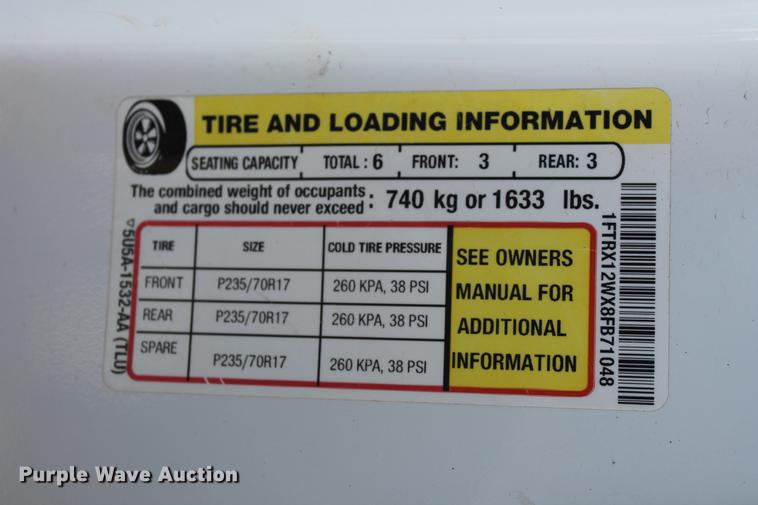 TIRE AND LOADING INFORMATION
SEATING CAPACITY TOTAL : 6 FRONT: 3 REAR: 3
The combined weight of occupants
and cargo should never exceed : 740 kg or 1633 lbs.
TIRE SIZE COLD TIRE PRESSURE
FRONT P235/70R17 260 KPA, 38 PSI
REAR P235/70R17 260 KPA, 38 PSI
SPARE P235/70R17 260 KPA, 38 PSI
SEE OWNERS
MANUAL FOR
ADDITIONAL
INFORMATION
5U5A-1532-AA (TLU)
1FTRX12WX8FB71048
Purple Wave Auction